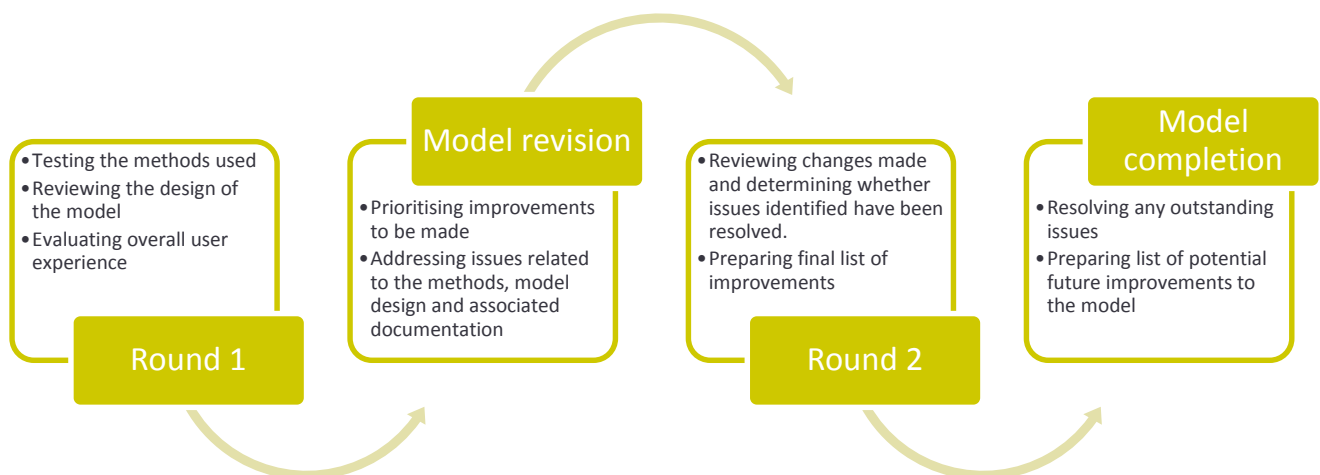 •Testing the methods used
•Reviewing the design of
the model
•Evaluating overall user
experience
Round 1
Model revision
•Prioritising improvements
to be made
•Addressing issues related
to the methods, model
design and associated
documentation
•Reviewing changes made
and determining whether
issues identified have been
resolved.
•Preparing final list of
improvements
Round 2
Model
completion
•Resolving any outstanding
issues
•Preparing list of potential
future improvements to
the model